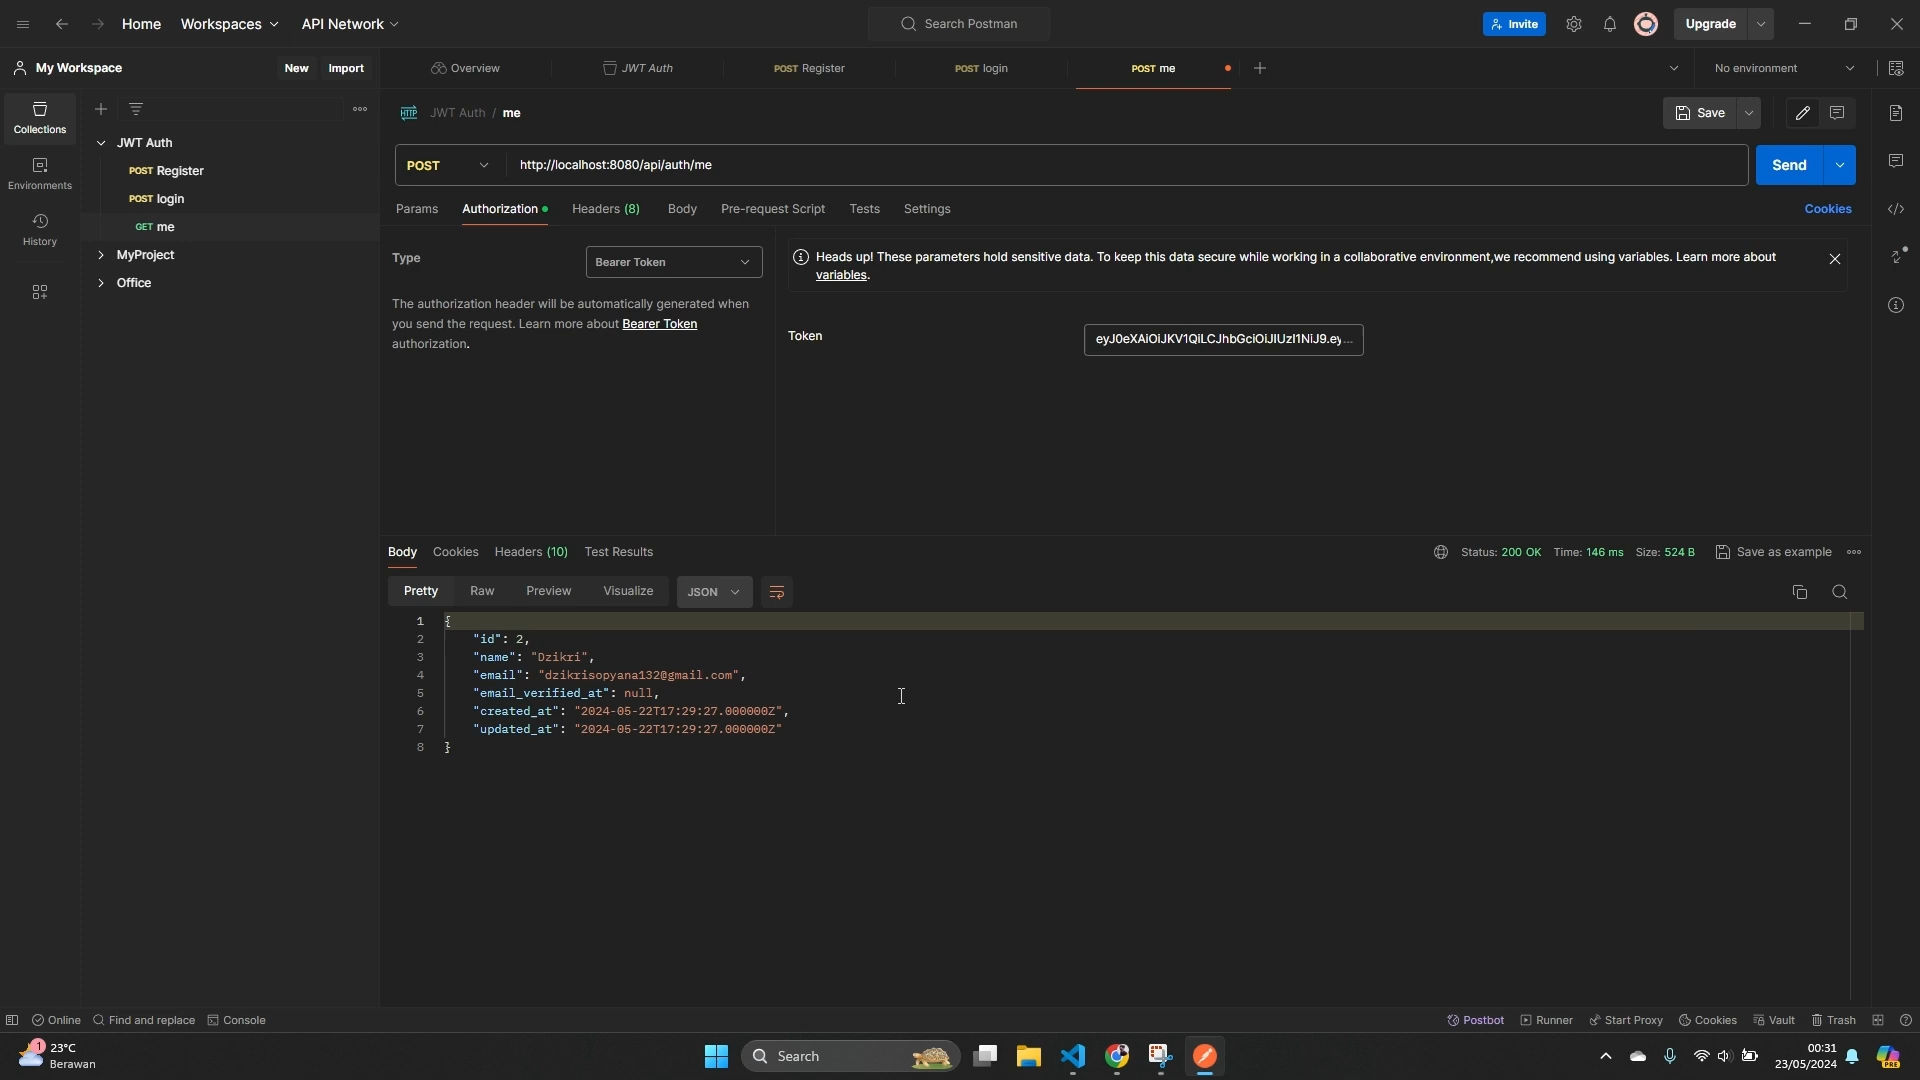 Home
Workspaces
API Network
Search Postman
Invite
Upgrade
My Workspace
New
Import
Overview
JWT Auth
POST Register
POST login
POST me
No environment
Collections
Environments
History
JWT Auth
POST Register
POST login
GET me
MyProject
Office
HTTP
JWT Auth / me
Save
POST
http://localhost:8080/api/auth/me
Send
Params
Authorization
Headers (8)
Body
Pre-request Script
Tests
Settings
Cookies
Type
Bearer Token
The authorization header will be automatically generated when
you send the request. Learn more about Bearer Token
authorization.
Heads up! These parameters hold sensitive data. To keep this data secure while working in a collaborative environment,we recommend using variables. Learn more about
variables.
Token
eyJ0eXAiOiJKV1QiLCJhbGciOiJIUzI1NiJ9.ey...
Body
Cookies
Headers (10)
Test Results
Status: 200 OK
Time: 146 ms
Size: 524 B
Save as example
Pretty
Raw
Preview
Visualize
JSON
1 {
2 "id": 2,
3 "name": "Dzikri",
4 "email": "dzikrisopyana132@gmail.com",
5 "email_verified_at": null,
6 "created_at": "2024-05-22T17:29:27.000000Z",
7 "updated_at": "2024-05-22T17:29:27.000000Z"
8 }
Online
Find and replace
Console
Postbot
Runner
Start Proxy
Cookies
Vault
Trash
1
23°C
Berawan
Search
00:31
23/05/2024
PRE